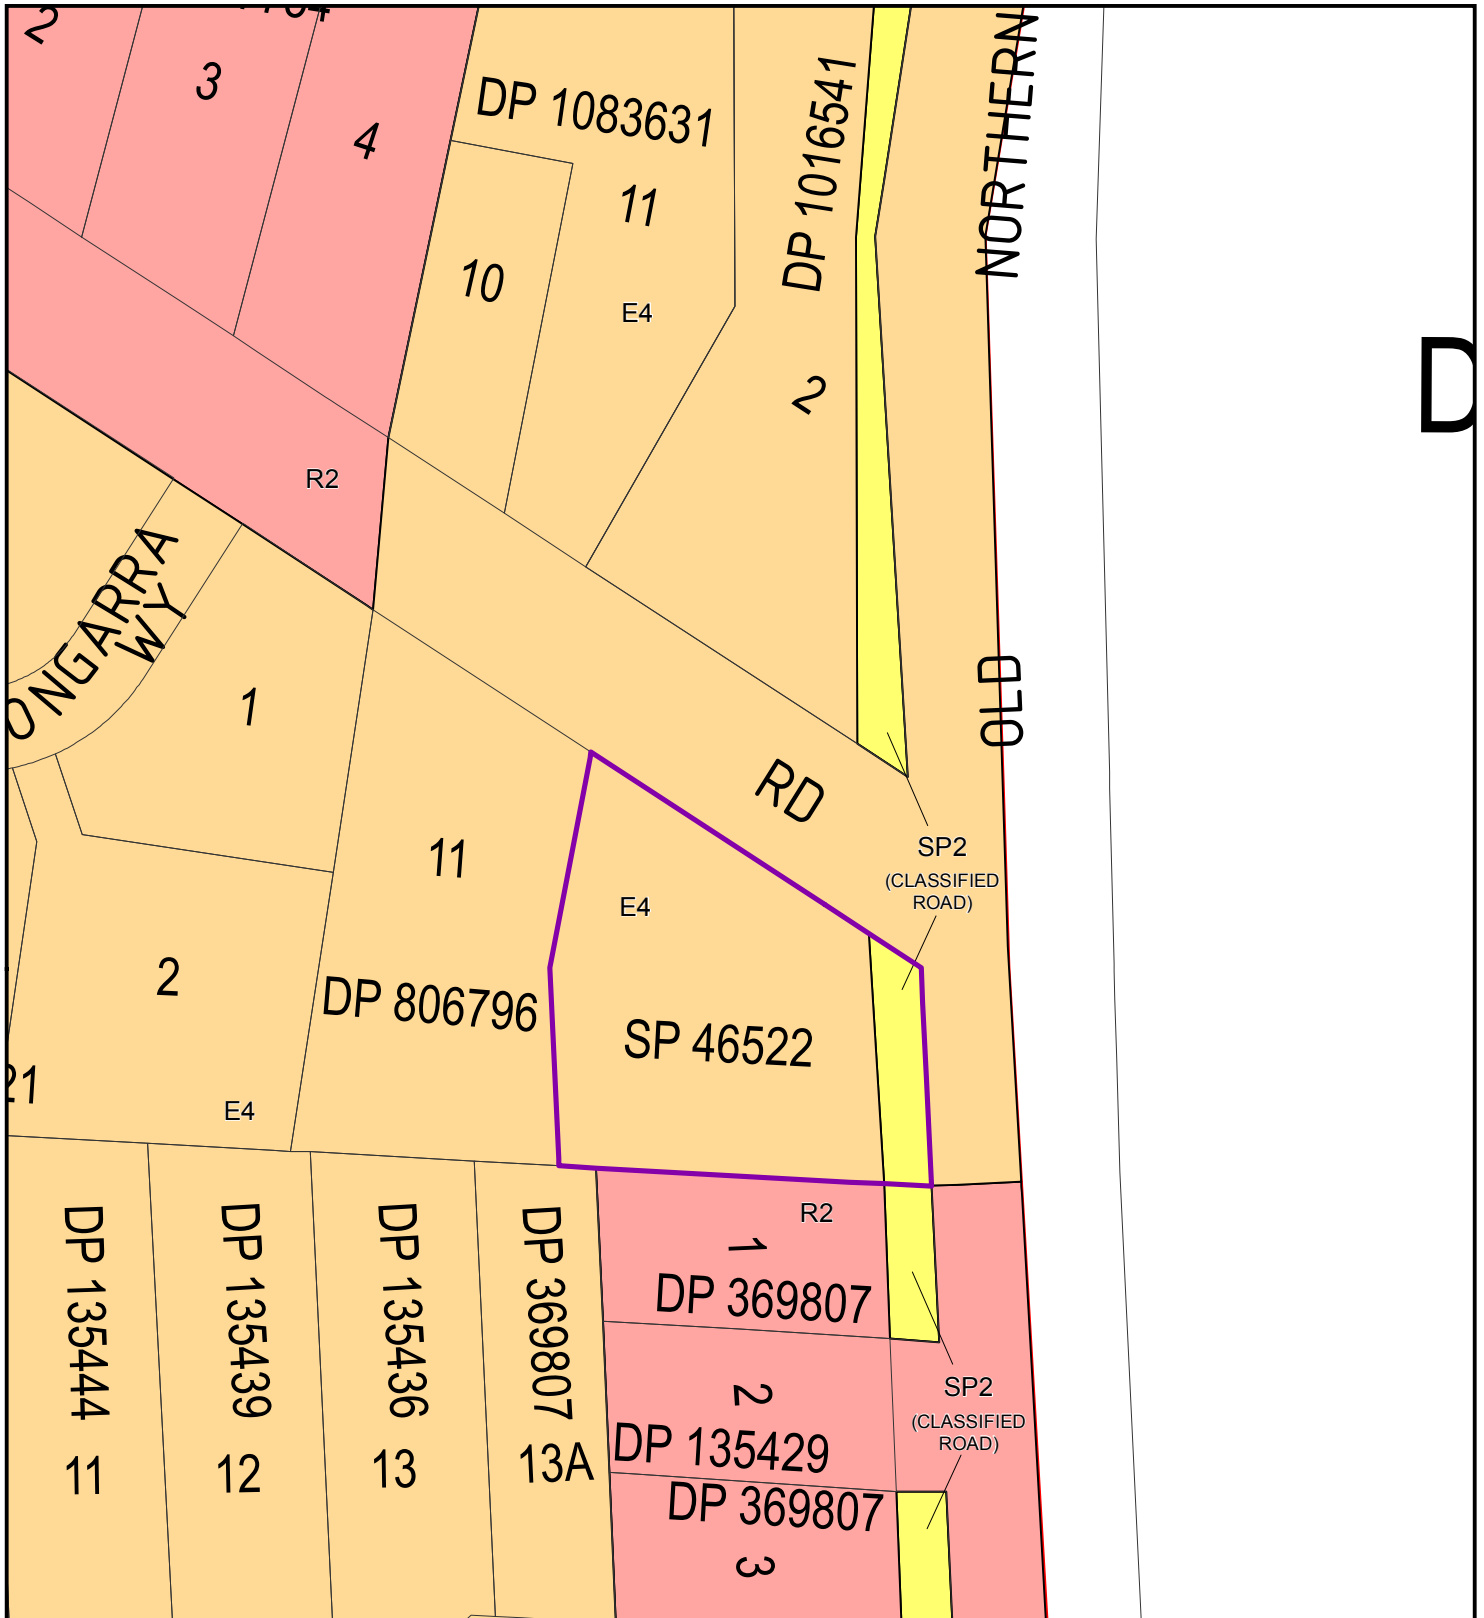 2
3
4
DP 1083631
11
10
E4
DP 1016541
2
NORTHERN
D
R2
ONGARRA
WY
1
OLD
RD
SP2
(CLASSIFIED
ROAD)
11
E4
2
DP 806796
SP 46522
21
E4
R2
1
DP 369807
DP 135444
11
DP 135439
12
DP 135436
13
DP 369807
13A
SP2
(CLASSIFIED
ROAD)
2
DP 135429
DP 369807
3